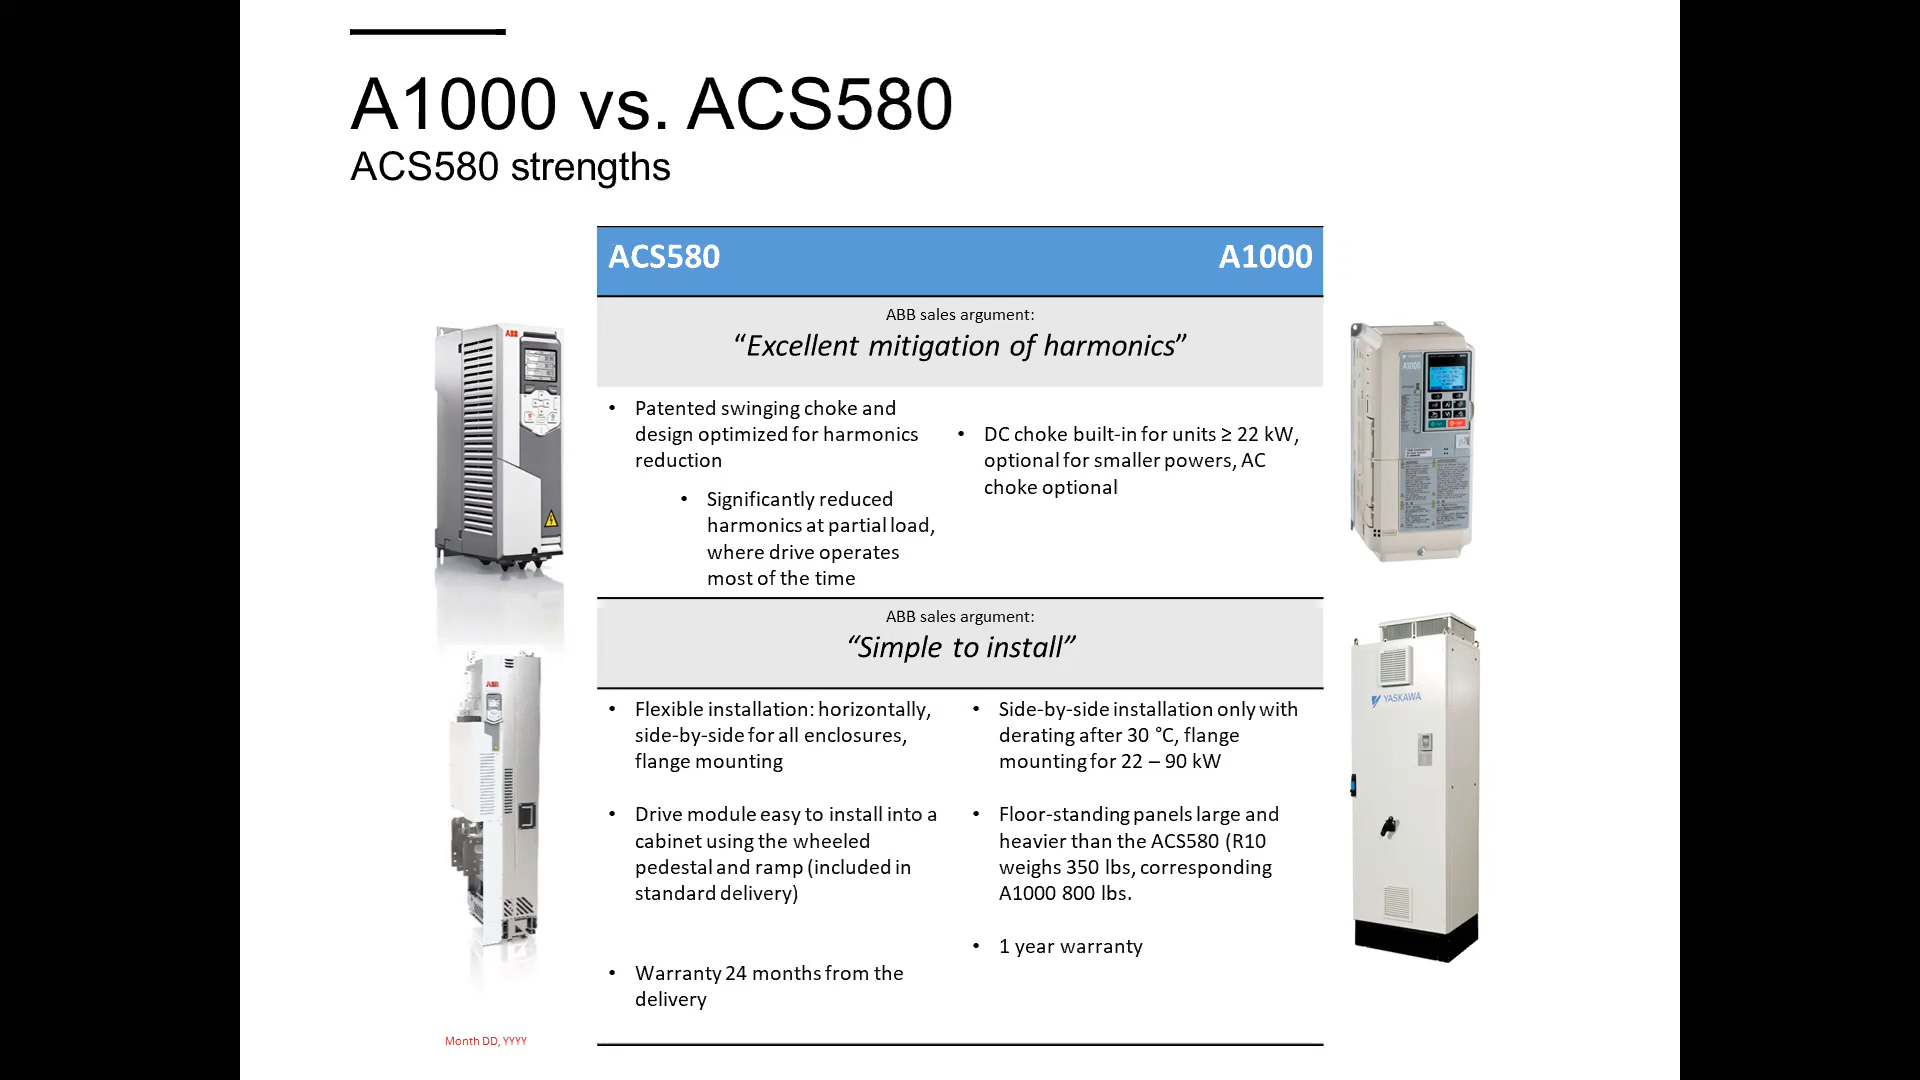 A1000 vs. ACS580
ACS580 strengths
ACS580 A1000
ABB sales argument:
“Excellent mitigation of harmonics”
• Patented swinging choke and
design optimized for harmonics
reduction
• Significantly reduced
harmonics at partial load,
where drive operates
most of the time
• DC choke built-in for units ≥ 22 kW,
optional for smaller powers, AC
choke optional
ABB sales argument:
“Simple to install”
• Flexible installation: horizontally,
side-by-side for all enclosures,
flange mounting
• Drive module easy to install into a
cabinet using the wheeled
pedestal and ramp (included in
standard delivery)
• Warranty 24 months from the
delivery
• Side-by-side installation only with
derating after 30 °C, flange
mounting for 22 – 90 kW
• Floor-standing panels large and
heavier than the ACS580 (R10
weighs 350 lbs, corresponding
A1000 800 lbs.
• 1 year warranty
ABB
ABB
A1000
YASKAWA
Month DD, YYYY